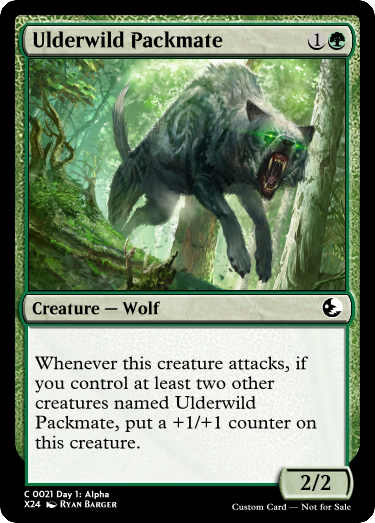 Ulderwild Packmate 1
Creature — Wolf
Whenever this creature attacks, if
you control at least two other
creatures named Ulderwild
Packmate, put a +1/+1 counter on
this creature.
2/2
C 0021 Day 1: Alpha
X24 Ryan Barger
Custom Card — Not for Sale